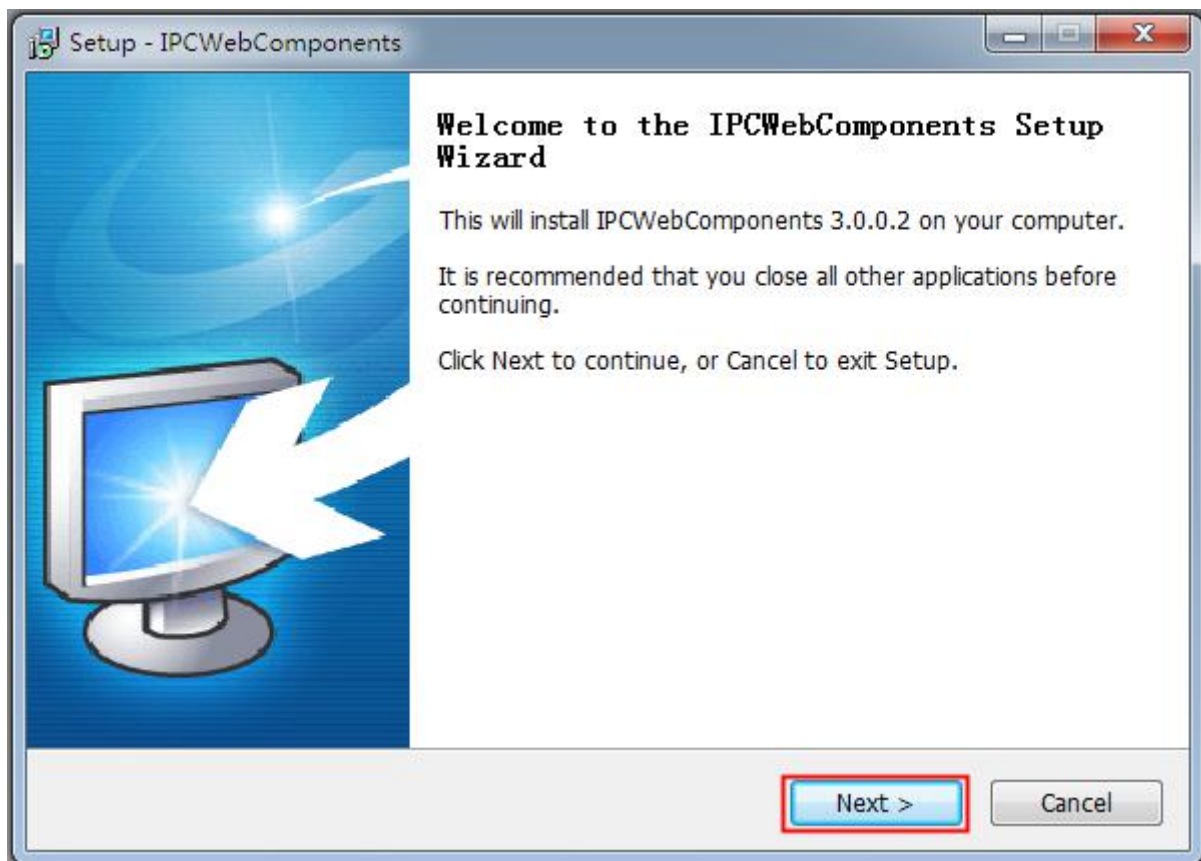 Setup - IPCWebComponents
Welcome to the IPCWebComponents Setup
Wizard
This will install IPCWebComponents 3.0.0.2 on your computer.
It is recommended that you close all other applications before
continuing.
Click Next to continue, or Cancel to exit Setup.
Next >
Cancel